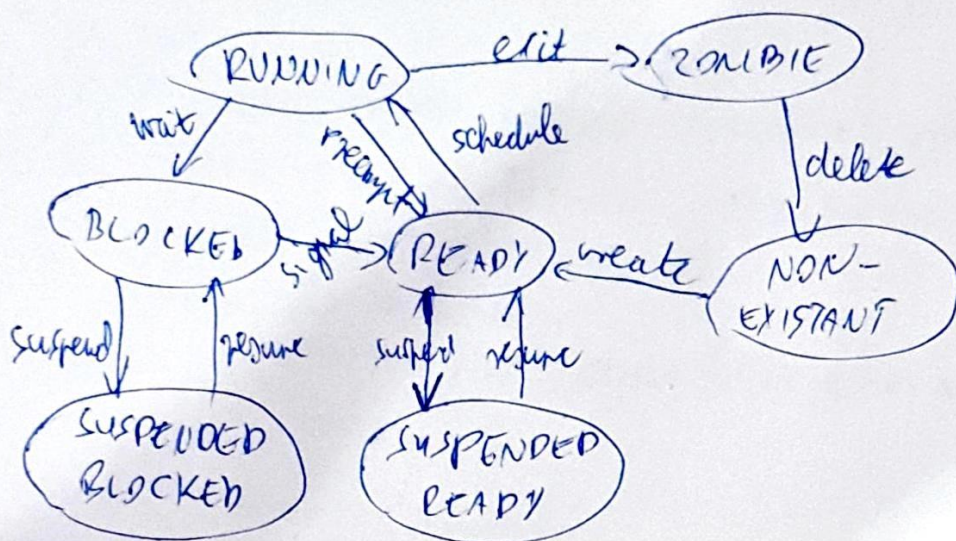 RUNNING
exit
ZOMBIE
wait
preempt
schedule
delete
BLOCKED
signal
READY
create
NON-
EXISTANT
suspend
resume
suspend
resume
SUSPENDED
BLOCKED
SUSPENDED
READY